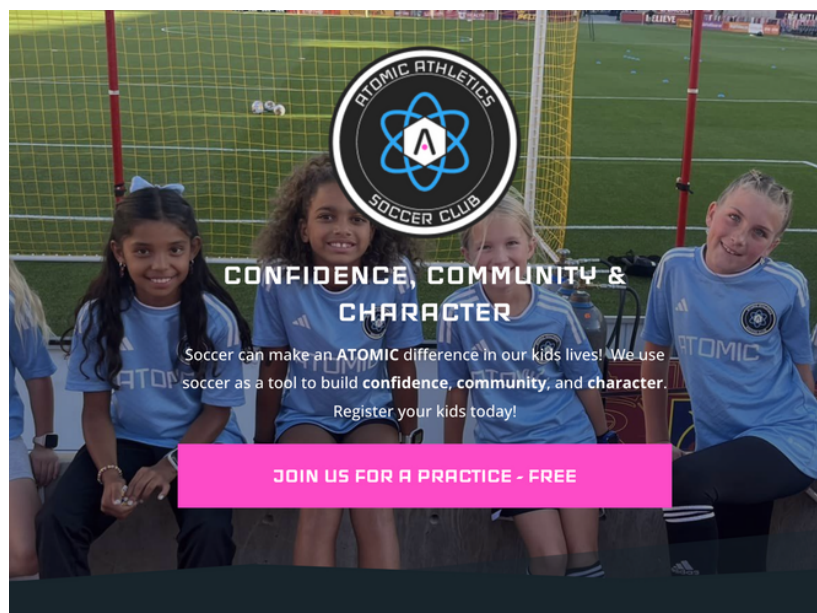 BELIEVE
ATOMIC ATHLETICS
A
SOCCER CLUB
CONFIDENCE, COMMUNITY &
CHARACTER
Soccer can make an ATOMIC difference in our kids lives! We use
soccer as a tool to build confidence, community, and character.
Register your kids today!
ATOMIC
JOIN US FOR A PRACTICE - FREE
adidas